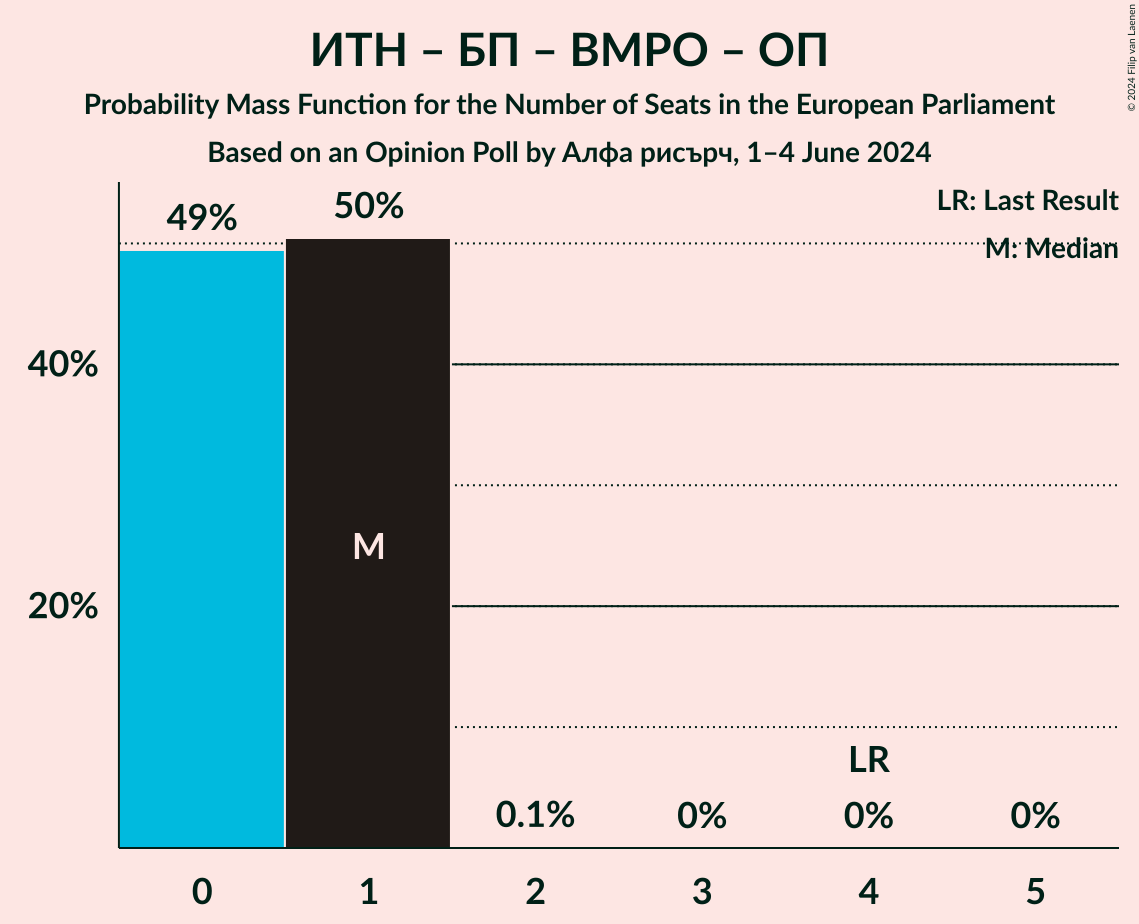 ИТН – БП – ВМРО – ОП
Probability Mass Function for the Number of Seats in the European Parliament
Based on an Opinion Poll by Алфа рисърч, 1–4 June 2024
© 2024 Filip van Laenen
LR: Last Result
M: Median
49%
50%
40%
20%
M
LR
0.1%
0%
0%
0%
0
1
2
3
4
5